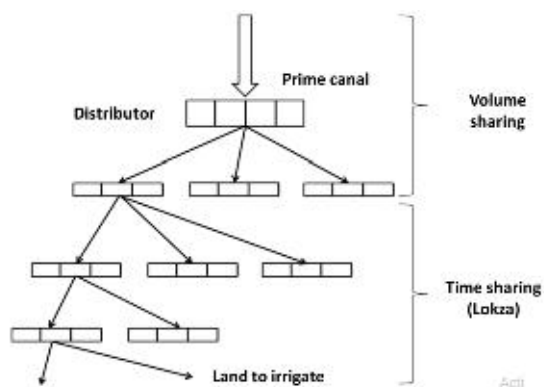 Prime canal
Distributor
Volume
sharing
Time sharing
(Lokza)
Land to irrigate